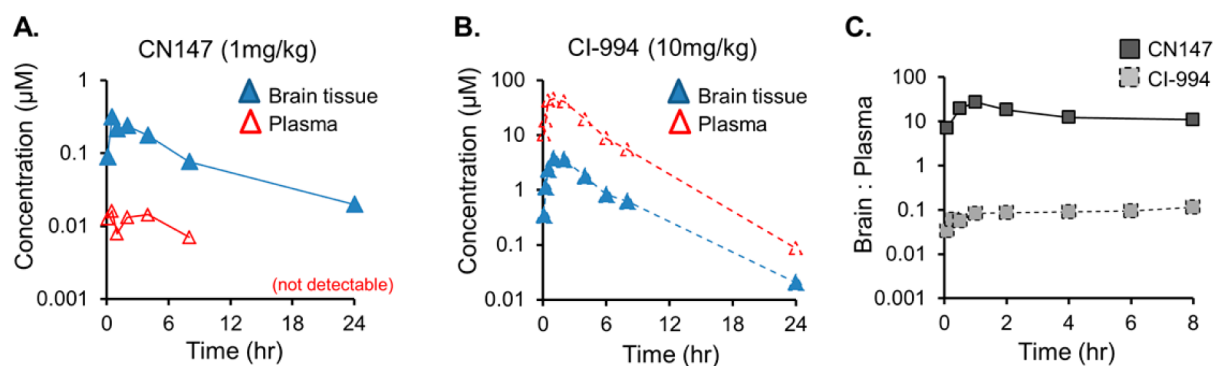 A.
CN147 (1mg/kg)
Concentration (µM)
1
0.1
0.01
0.001
Brain tissue
Plasma
(not detectable)
0 6 12 18 24
Time (hr)
B.
CI-994 (10mg/kg)
Concentration (µM)
100
10
1
0.1
0.01
Brain tissue
Plasma
0 6 12 18 24
Time (hr)
C.
CN147
CI-994
Brain : Plasma
100
10
1
0.1
0.01
0.001
0 2 4 6 8
Time (hr)